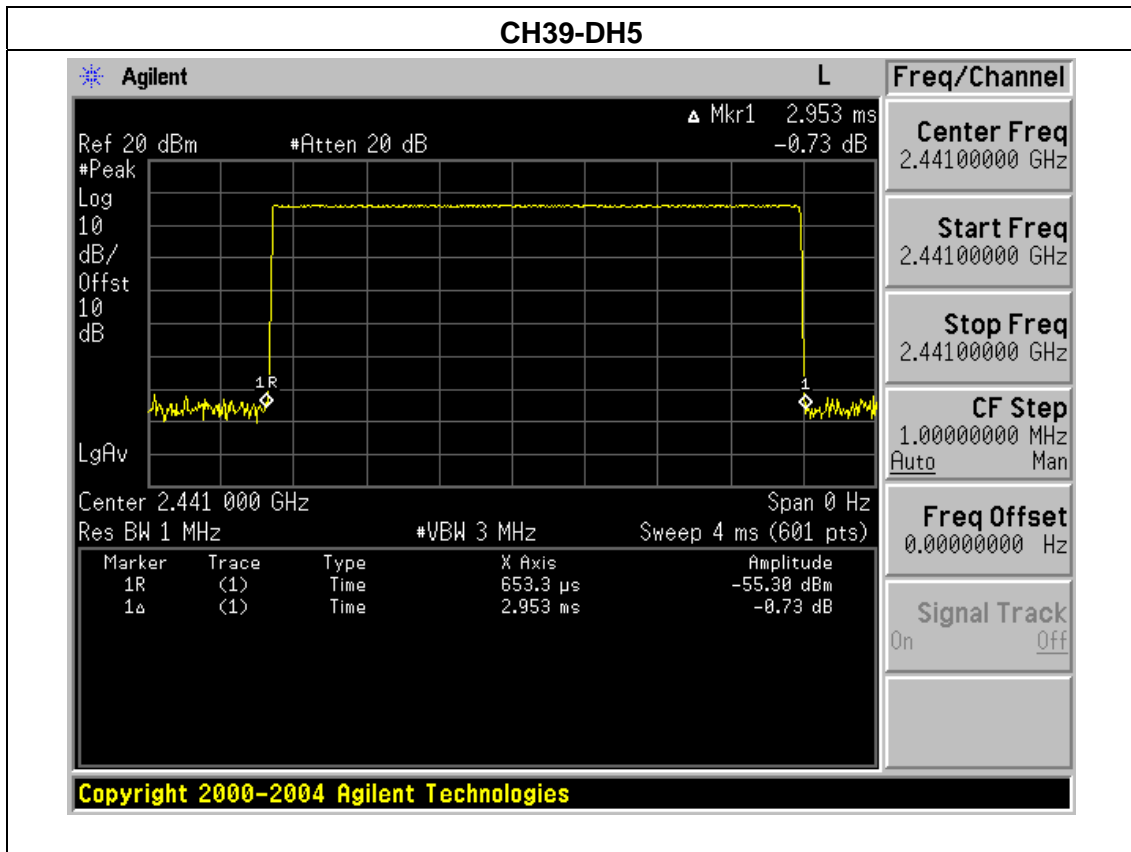 CH39-DH5
Agilent L Freq/Channel
Δ Mkr1 2.953 ms
Ref 20 dBm #Atten 20 dB -0.73 dB
#Peak
Log
10
dB/
Offst
10
dB
1R
1
LgAv
Center 2.441 000 GHz Span 0 Hz
Res BW 1 MHz #VBW 3 MHz Sweep 4 ms (601 pts)
Marker Trace Type X Axis Amplitude
1R (1) Time 653.3 µs -55.30 dBm
1Δ (1) Time 2.953 ms -0.73 dB
Center Freq
2.44100000 GHz
Start Freq
2.44100000 GHz
Stop Freq
2.44100000 GHz
CF Step
1.00000000 MHz
Auto Man
Freq Offset
0.00000000 Hz
Signal Track
On Off
Copyright 2000-2004 Agilent Technologies